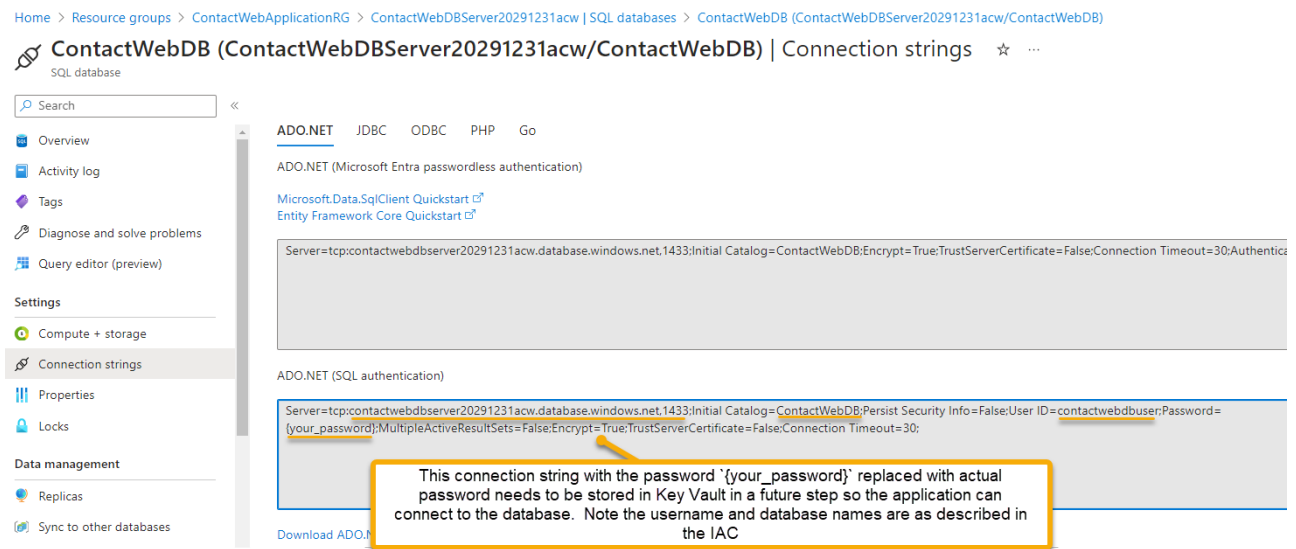 Home > Resource groups > ContactWebApplicationRG > ContactWebDBServer20291231acw | SQL databases > ContactWebDB (ContactWebDBServer20291231acw/ContactWebDB)
ContactWebDB (ContactWebDBServer20291231acw/ContactWebDB) | Connection strings ☆ ...
SQL database
Search «
Overview
Activity log
Tags
Diagnose and solve problems
Query editor (preview)
Settings
Compute + storage
Connection strings
Properties
Locks
Data management
Replicas
Sync to other databases
ADO.NET JDBC ODBC PHP Go
ADO.NET (Microsoft Entra passwordless authentication)
Microsoft.Data.SqlClient Quickstart
Entity Framework Core Quickstart
Server=tcp:contactwebdbserver20291231acw.database.windows.net,1433;Initial Catalog=ContactWebDB;Encrypt=True;TrustServerCertificate=False;Connection Timeout=30;Authentica
ADO.NET (SQL authentication)
Server=tcp:contactwebdbserver20291231acw.database.windows.net,1433;Initial Catalog=ContactWebDB;Persist Security Info=False;User ID=contactwebdbuser;Password=
{your_password};MultipleActiveResultSets=False;Encrypt=True;TrustServerCertificate=False;Connection Timeout=30;
This connection string with the password `{your_password}` replaced with actual
password needs to be stored in Key Vault in a future step so the application can
connect to the database. Note the username and database names are as described in
the IAC
Download ADO.